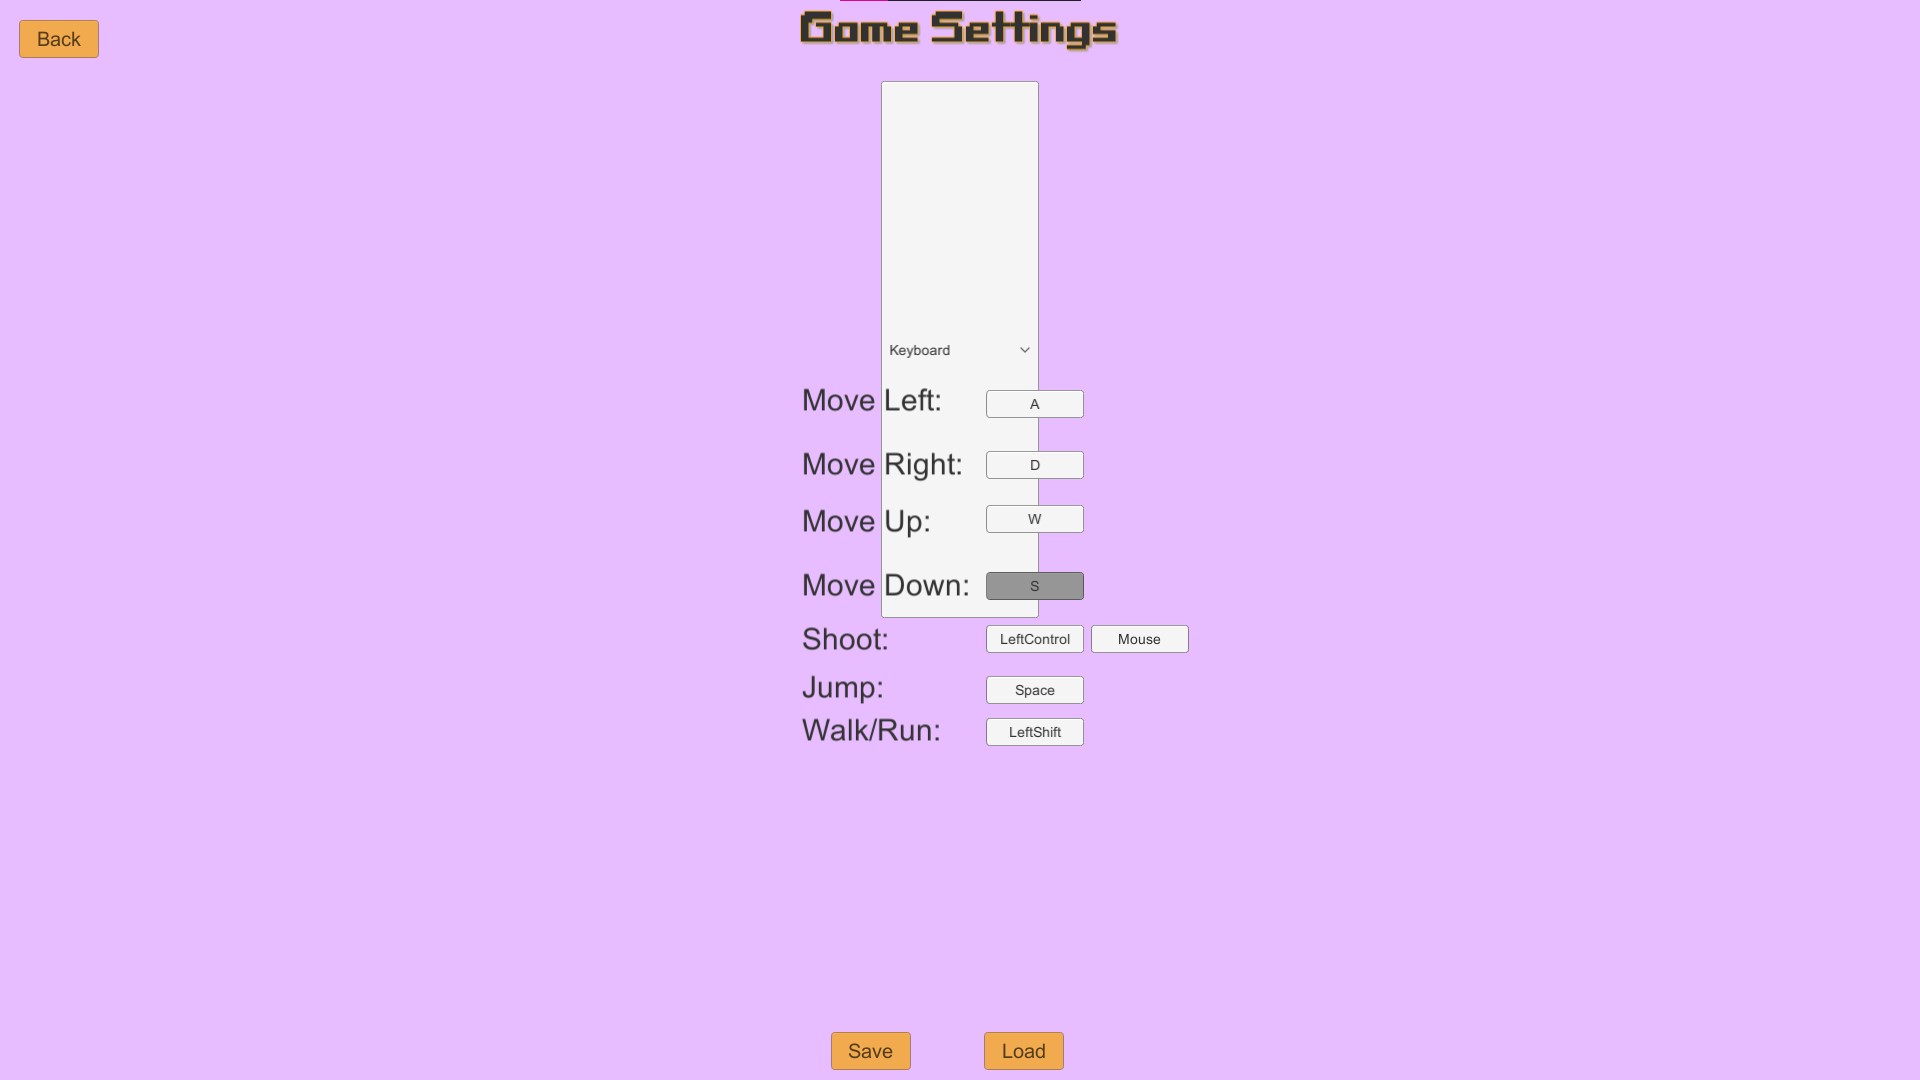 Back
Game Settings
Keyboard
Move Left: A
Move Right: D
Move Up: W
Move Down: S
Shoot: LeftControl Mouse
Jump: Space
Walk/Run: LeftShift
Save Load